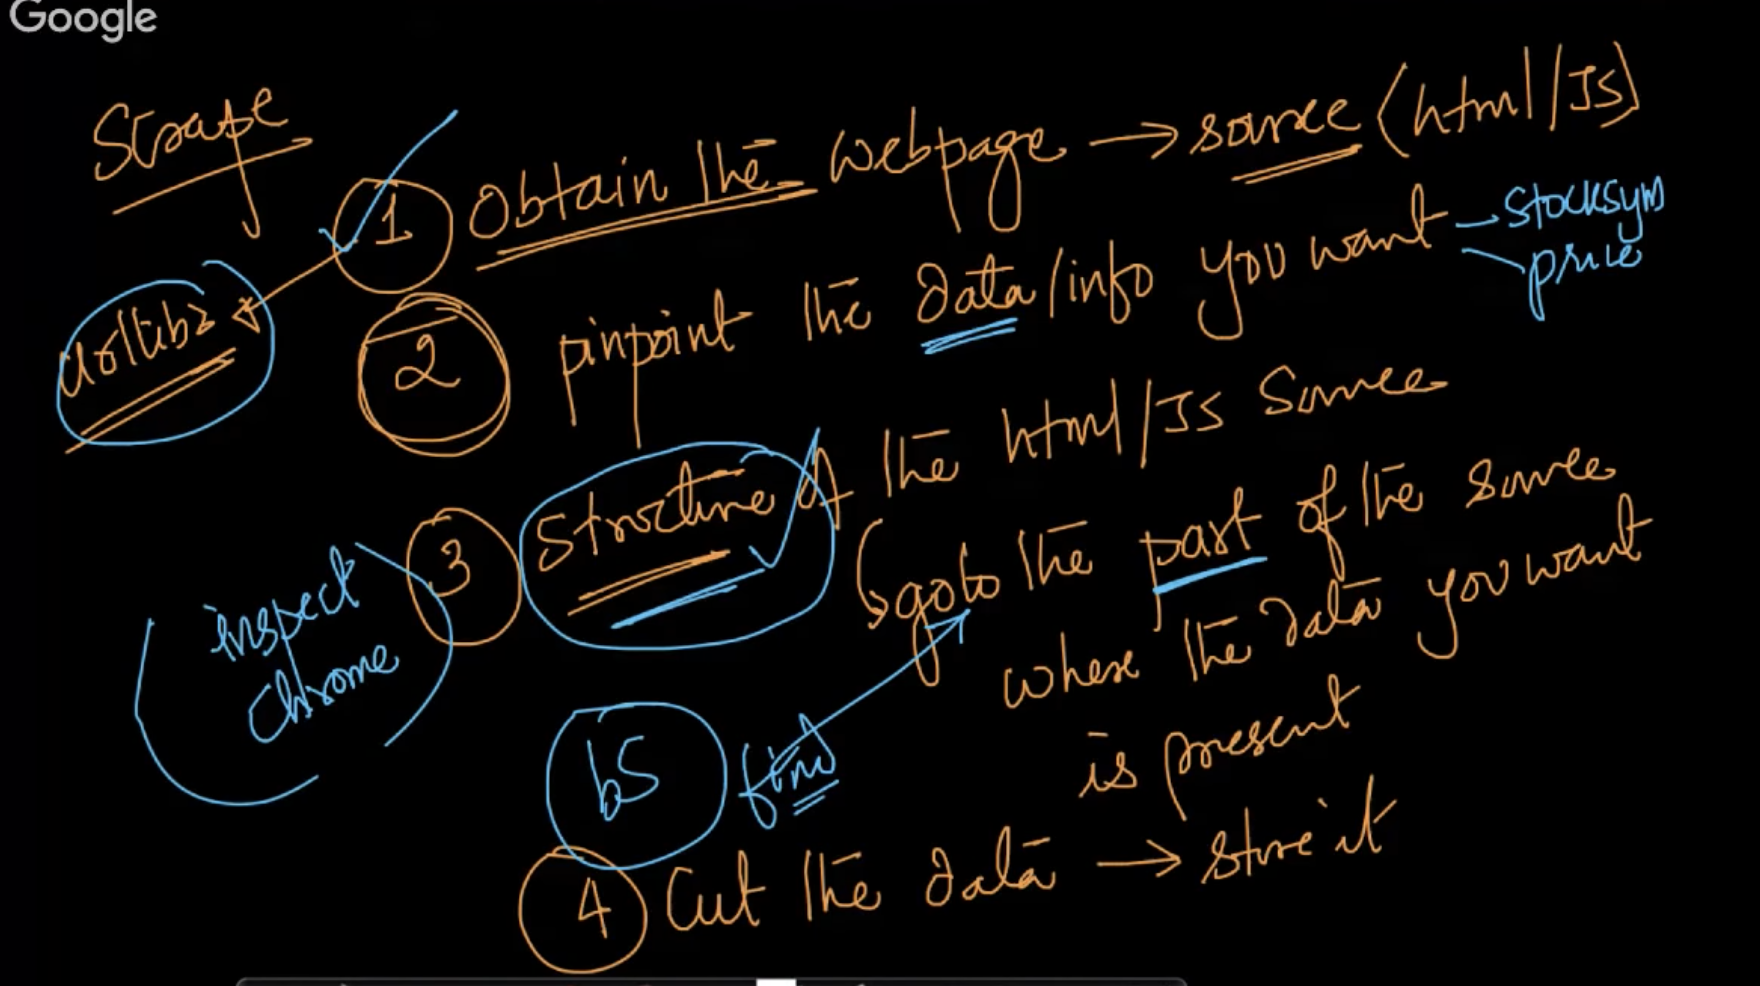 Google
Scrape
1 Obtain the webpage → source (html/JS)
urllib2
2 pinpoint the data/info you want
stocksym
price
3 Structure of the html/JS source
inspect
Chrome
go to the part of the source
where the data you want
is present
bS find
4 Cut the data → store it